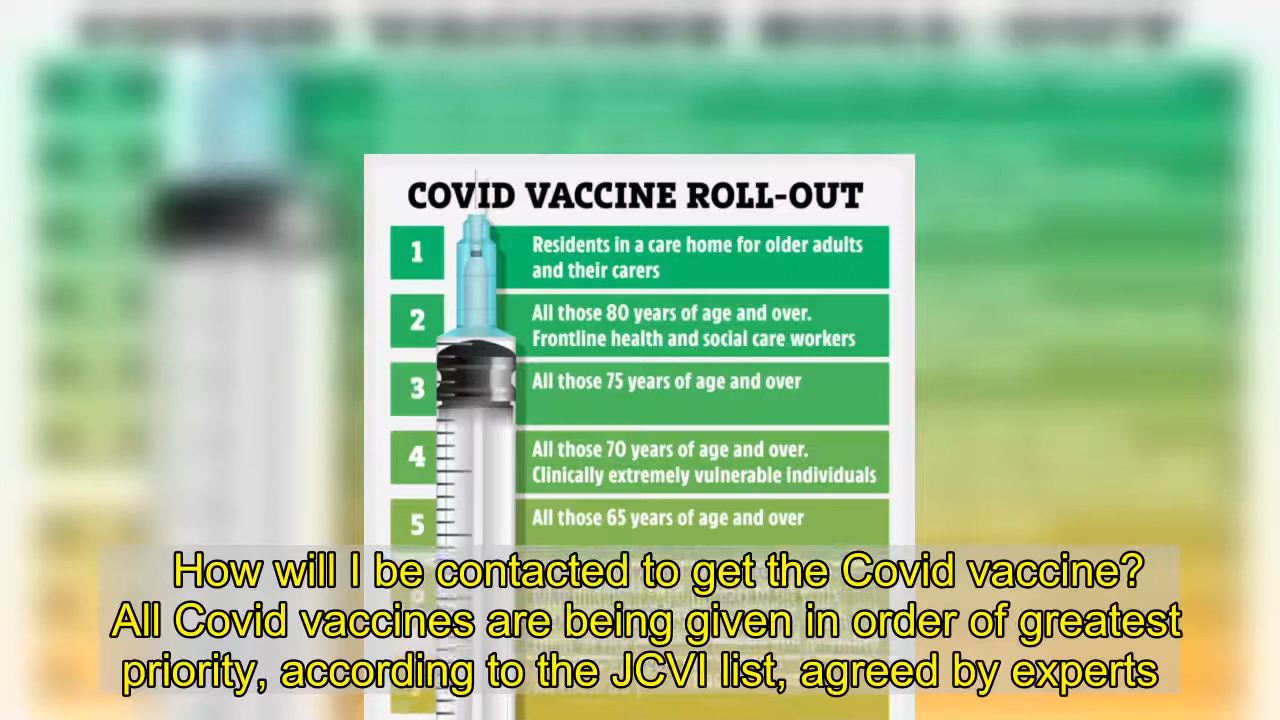 COVID VACCINE ROLL-OUT
1
Residents in a care home for older adults
and their carers
2
All those 80 years of age and over.
Frontline health and social care workers
3
All those 75 years of age and over
4
All those 70 years of age and over.
Clinically extremely vulnerable individuals
5
All those 65 years of age and over
How will I be contacted to get the Covid vaccine?
All Covid vaccines are being given in order of greatest
priority, according to the JCVI list, agreed by experts